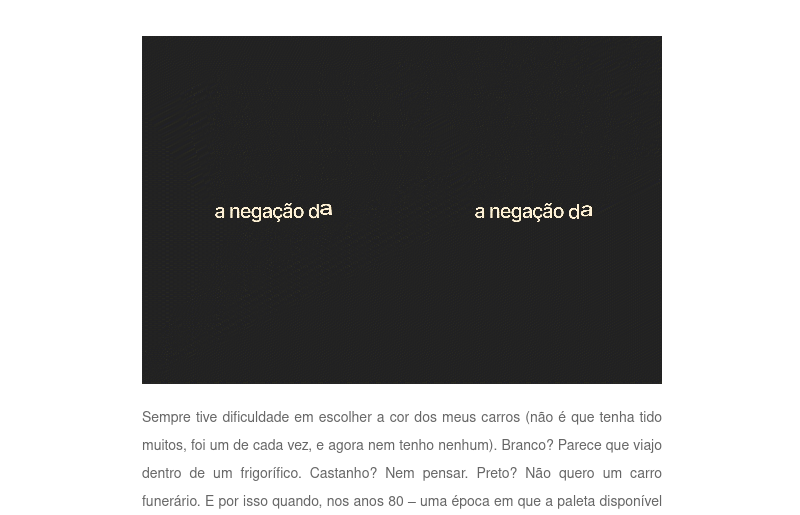 a negação da a negação da
Sempre tive dificuldade em escolher a cor dos meus carros (não é que tenha tido
muitos, foi um de cada vez, e agora nem tenho nenhum). Branco? Parece que viajo
dentro de um frigorífico. Castanho? Nem pensar. Preto? Não quero um carro
funerário. E por isso quando, nos anos 80 – uma época em que a paleta disponível